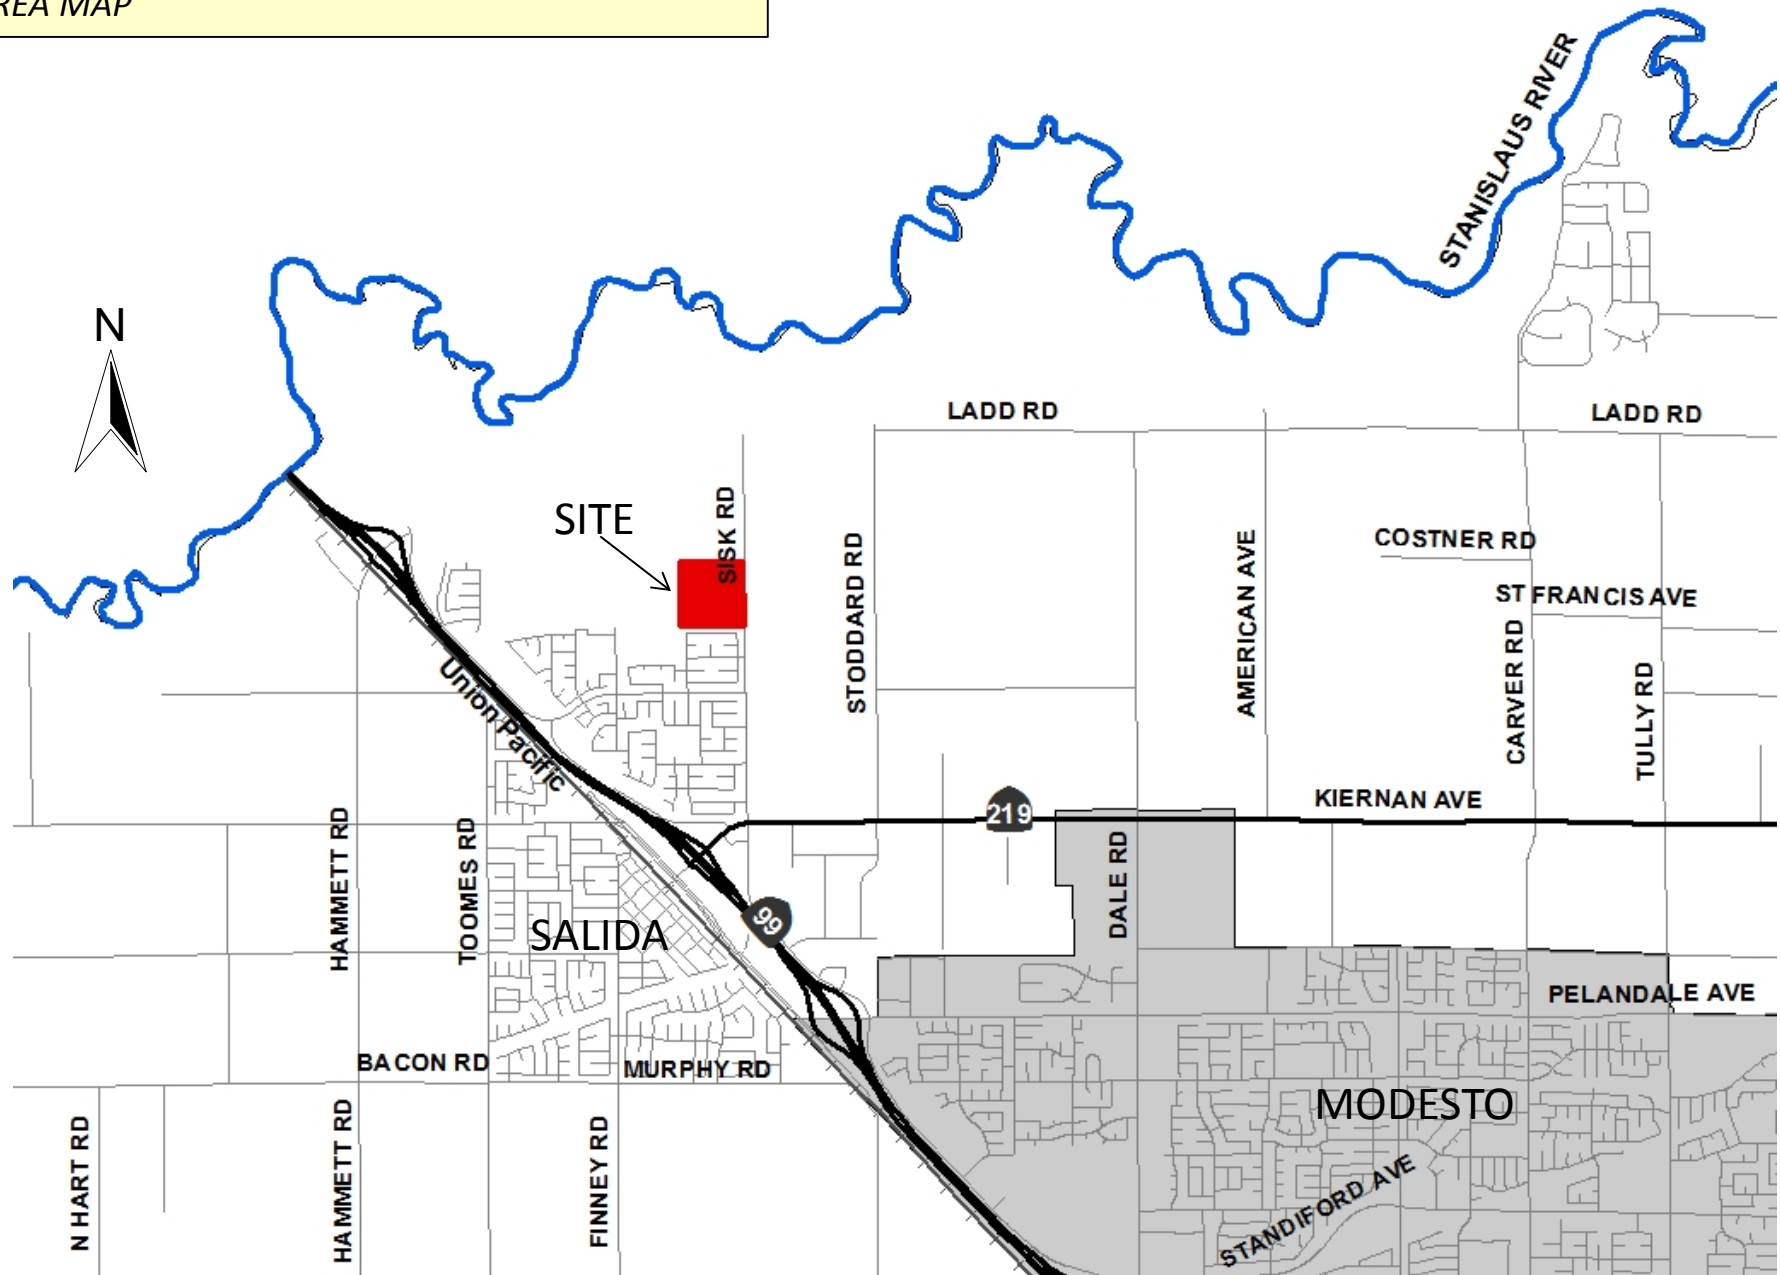 AREA MAP
STANISLAUS RIVER
N
LADD RD
LADD RD
SITE
SISK RD
STODDARD RD
AMERICAN AVE
COSTNER RD
ST FRANCIS AVE
CARVER RD
TULLY RD
Union Pacific
219
KIERNAN AVE
HAMMETT RD
TOOMES RD
DALE RD
99
SALIDA
PELANDALE AVE
BACON RD
MURPHY RD
MODESTO
N HART RD
HAMMETT RD
FINNEY RD
STANDIFORD AVE